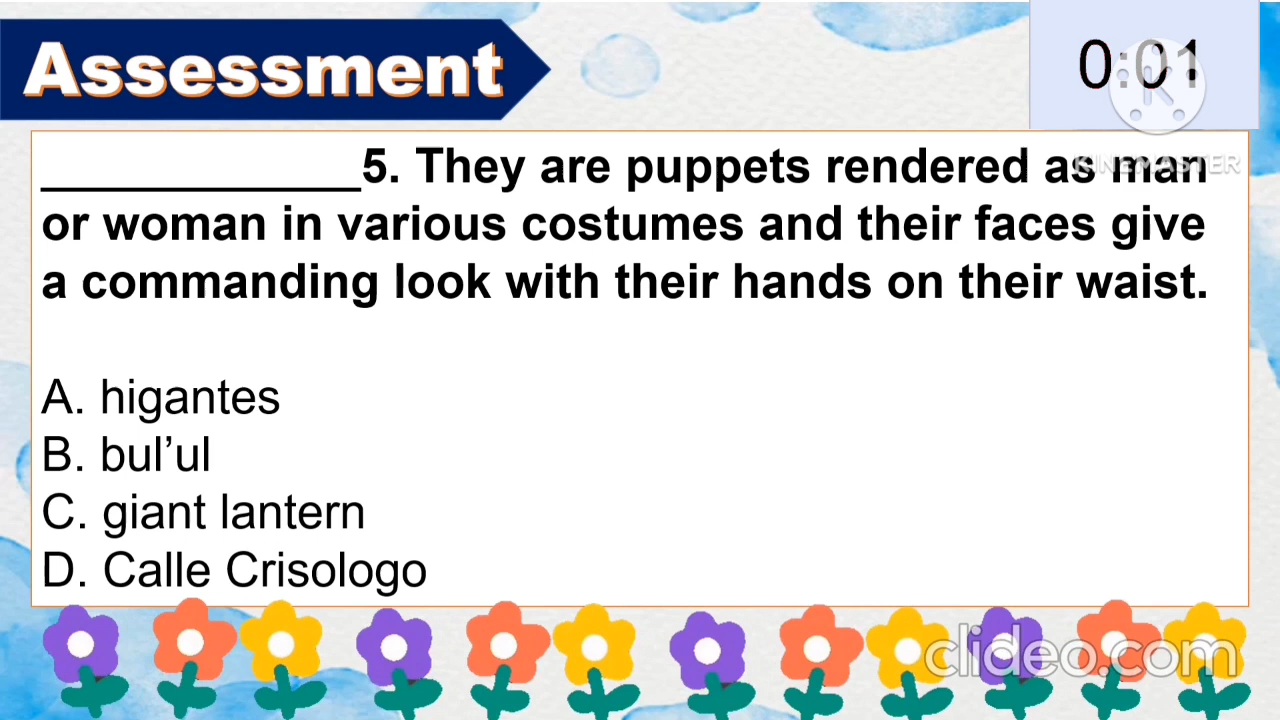 Assessment
0:01
KINEMASTER
____________5. They are puppets rendered as man
or woman in various costumes and their faces give
a commanding look with their hands on their waist.
A. higantes
B. bul’ul
C. giant lantern
D. Calle Crisologo
clideo.com